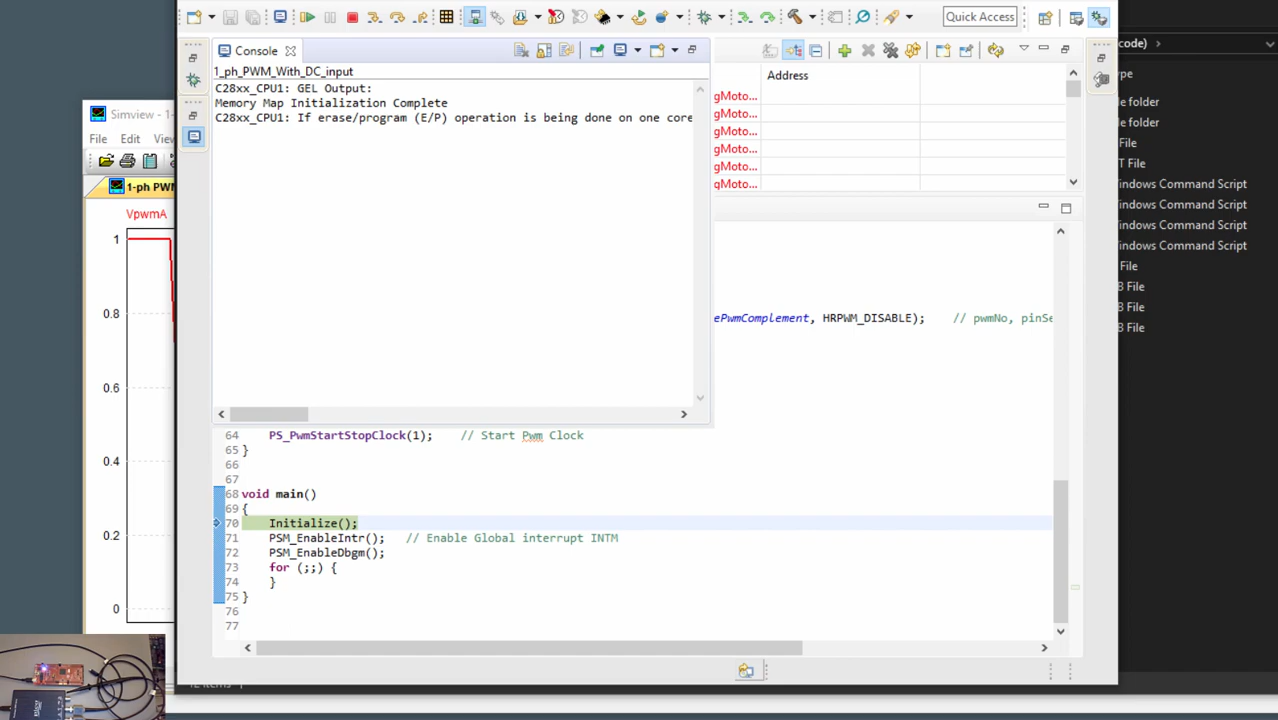 Quick Access
Console
1_ph_PWM_With_DC_input
C28xx_CPU1: GEL Output:
Memory Map Initialization Complete
C28xx_CPU1: If erase/program (E/P) operation is being done on one core
Address
gMoto...
gMoto...
gMoto...
gMoto...
gMoto...
gMoto...
code)
ype
le folder
le folder
File
T File
indows Command Script
indows Command Script
indows Command Script
indows Command Script
File
B File
B File
B File
Simview - 1-
File Edit Vie
1-ph PWM
VpwmA
1
0.8
0.6
0.4
0.2
0
ePwmComplement, HRPWM_DISABLE); // pwmNo, pinSe
64 PS_PwmStartStopClock(1); // Start Pwm Clock
65 }
66
67
68 void main()
69 {
70 Initialize();
71 PSM_EnableIntr(); // Enable Global interrupt INTM
72 PSM_EnableDbgm();
73 for (;;) {
74 }
75 }
76
77